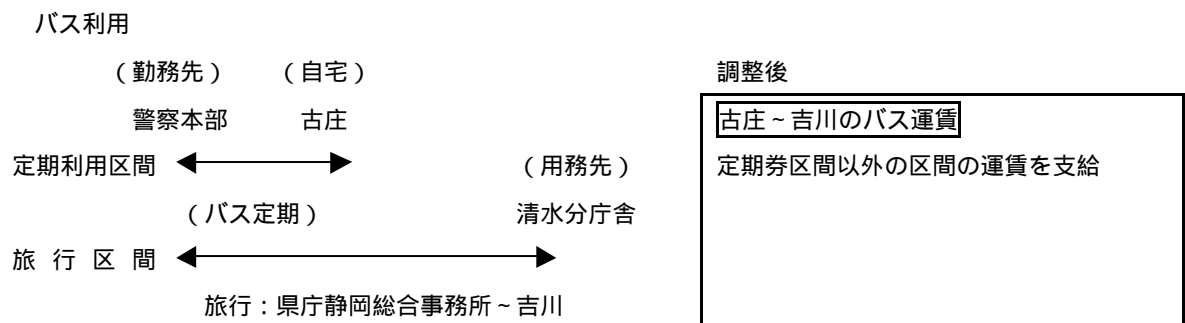 バス利用
（勤務先）　（自宅）　調整後
警察本部　古庄　古庄～吉川のバス運賃
定期利用区間　（用務先）　定期券区間以外の区間の運賃を支給
（バス定期）　清水分庁舎
旅 行 区 間
旅行：県庁静岡総合事務所～吉川